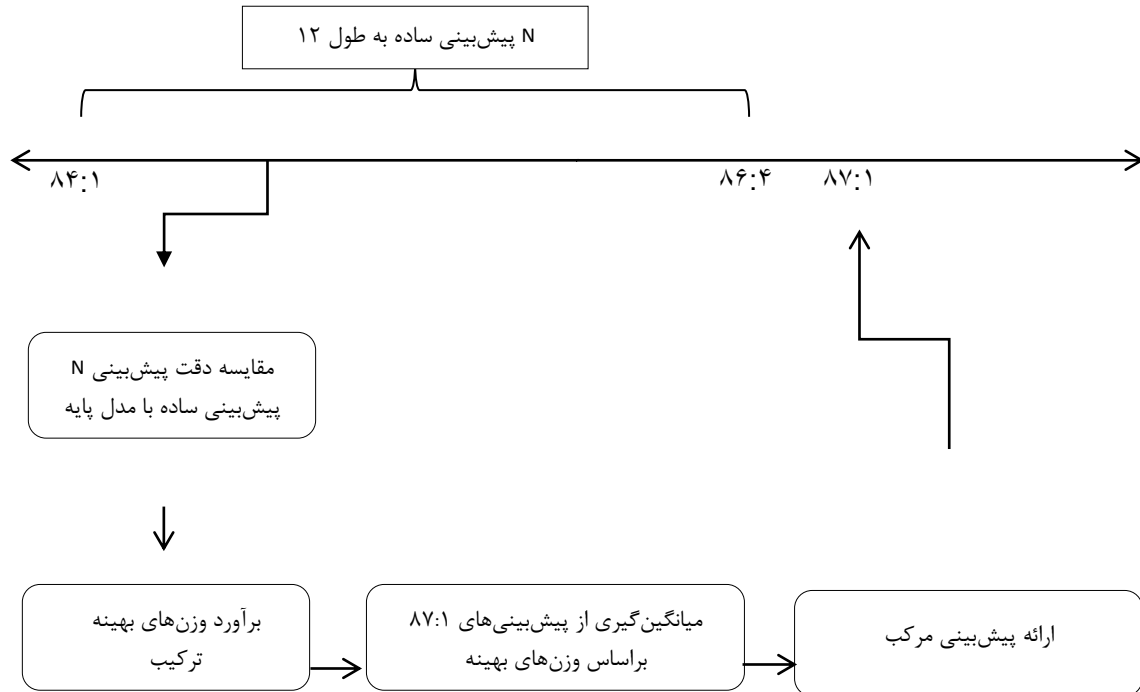 N پیش‌بینی ساده به طول ۱۲
۸۴:۱
۸۶:۴
۸۷:۱
مقایسه دقت پیش‌بینی N
پیش‌بینی ساده با مدل پایه
برآورد وزن‌های بهینه
ترکیب
میانگین‌گیری از پیش‌بینی‌های ۸۷:۱
براساس وزن‌های بهینه
ارائه پیش‌بینی مرکب